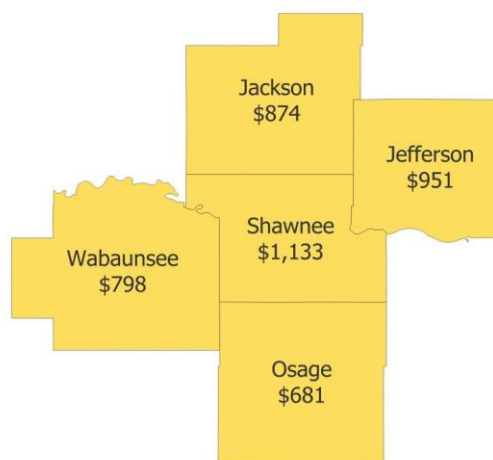 Jackson
$874
Jefferson
$951
Shawnee
$1,133
Wabaunsee
$798
Osage
$681